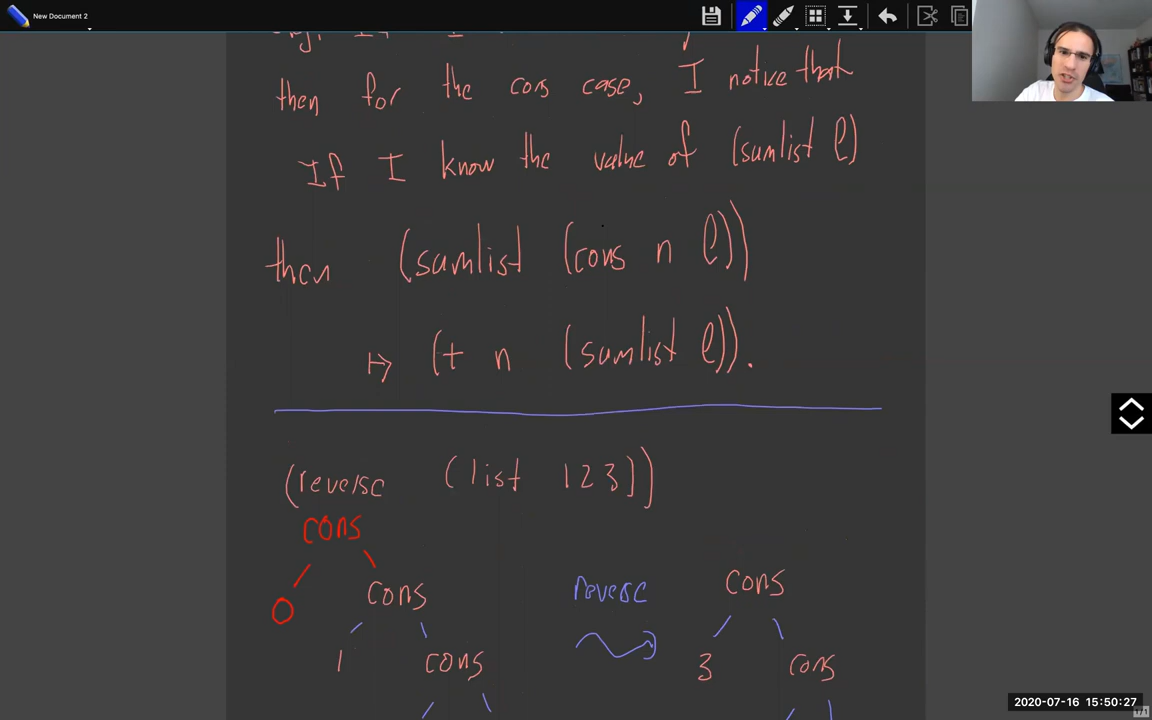 New Document 2
then for the cons case, I notice that
If I know the value of (sumlist l)
then (sumlist (cons n l))
↦ (+ n (sumlist l)).
(reverse (list 1 2 3))
cons
0 cons reverse cons
1 cons 3 cons
2020-07-16 15:50:27
1/1